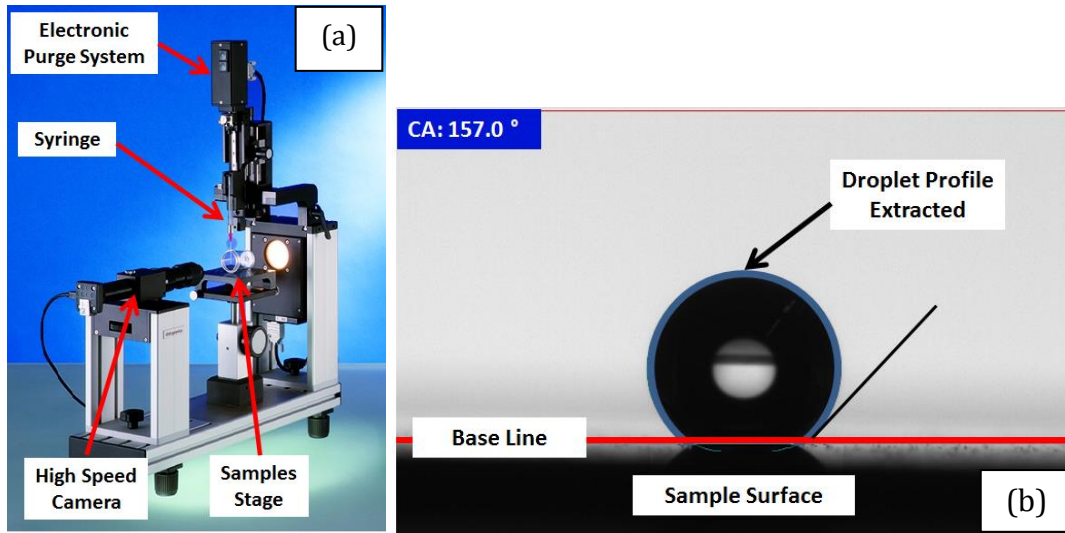 Electronic
Purge System
(a)
Syringe
High Speed
Camera
Samples
Stage
CA: 157.0 °
Droplet Profile
Extracted
Base Line
Sample Surface
(b)